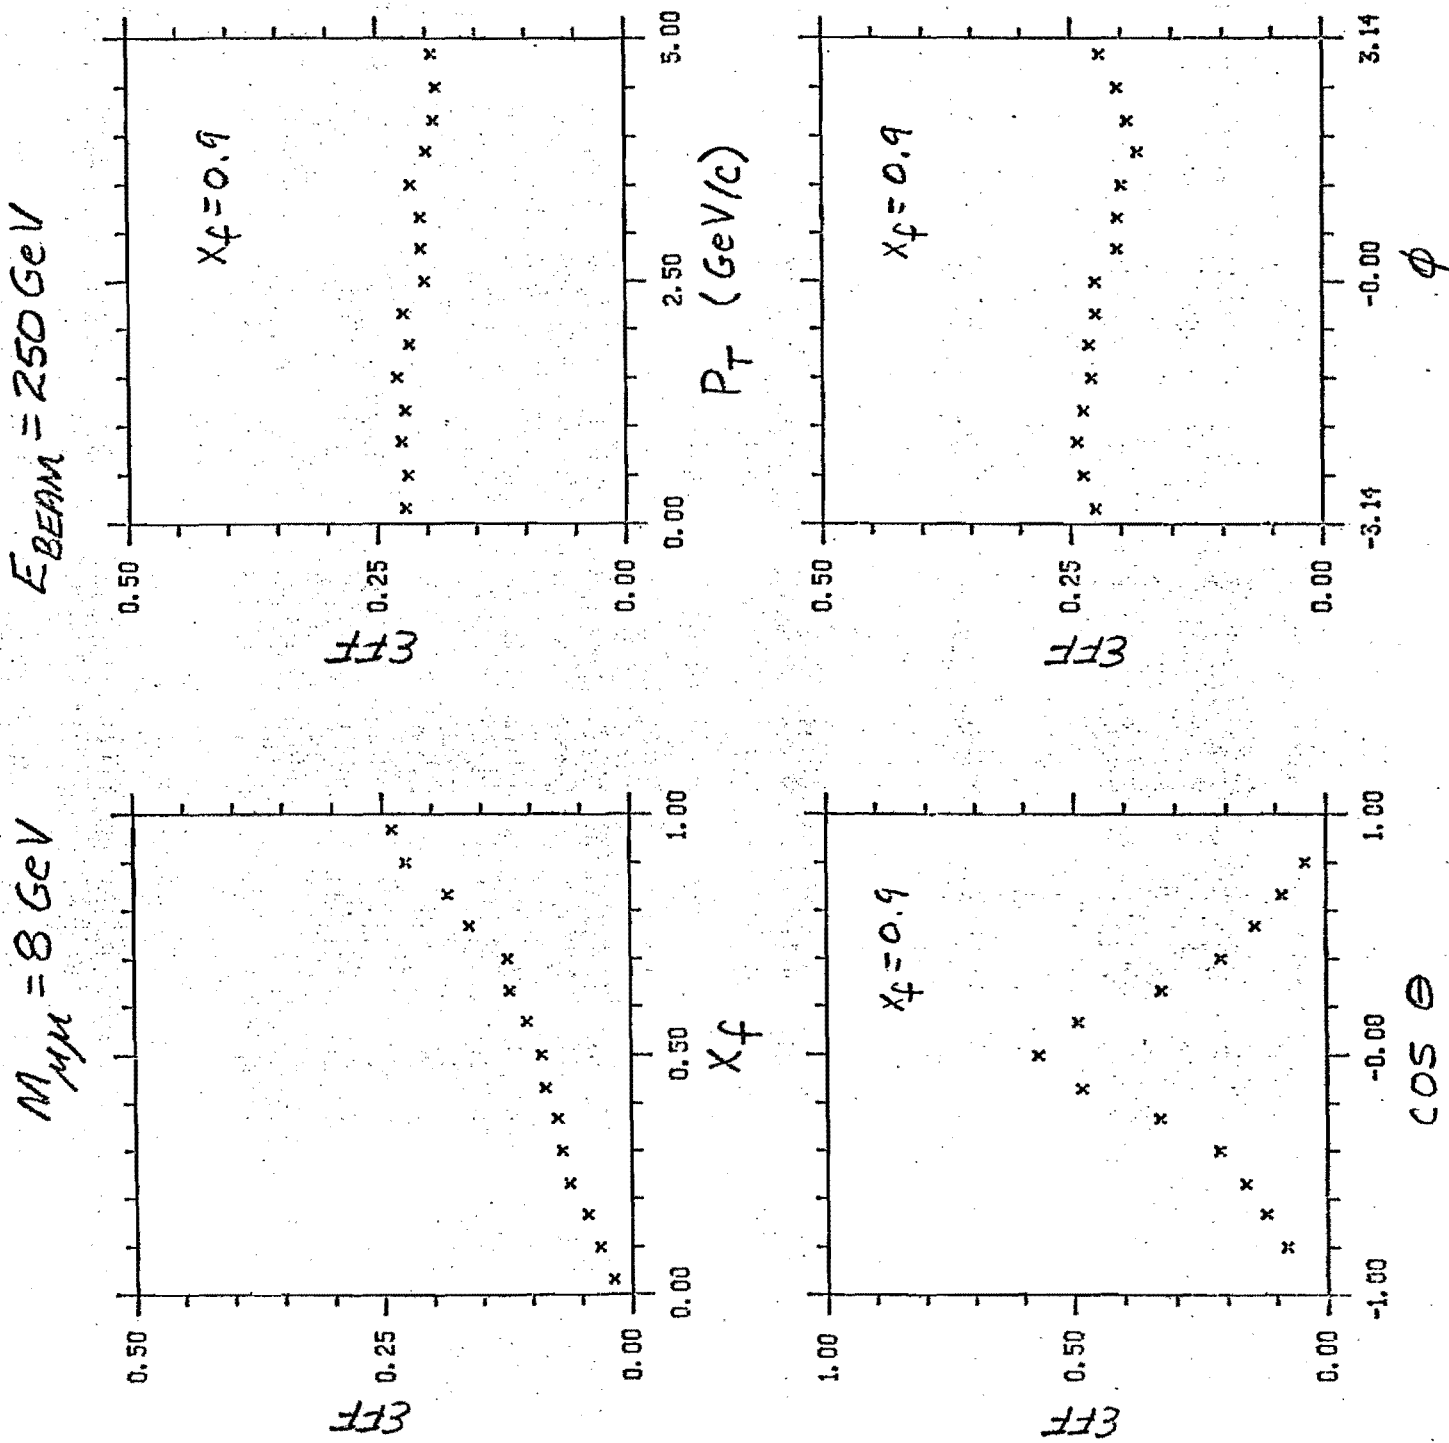 M_μμ = 8 GeV
E_BEAM = 250 GeV
EFF
0.50
0.25
0.00
0.00
0.50
1.00
X_f
EFF
0.50
0.25
0.00
X_f = 0.9
0.00
2.50
5.00
P_T (GeV/c)
EFF
1.00
0.50
0.00
X_f = 0.9
-1.00
-0.00
1.00
COS θ
EFF
0.50
0.25
0.00
X_f = 0.9
-3.14
-0.00
3.14
φ